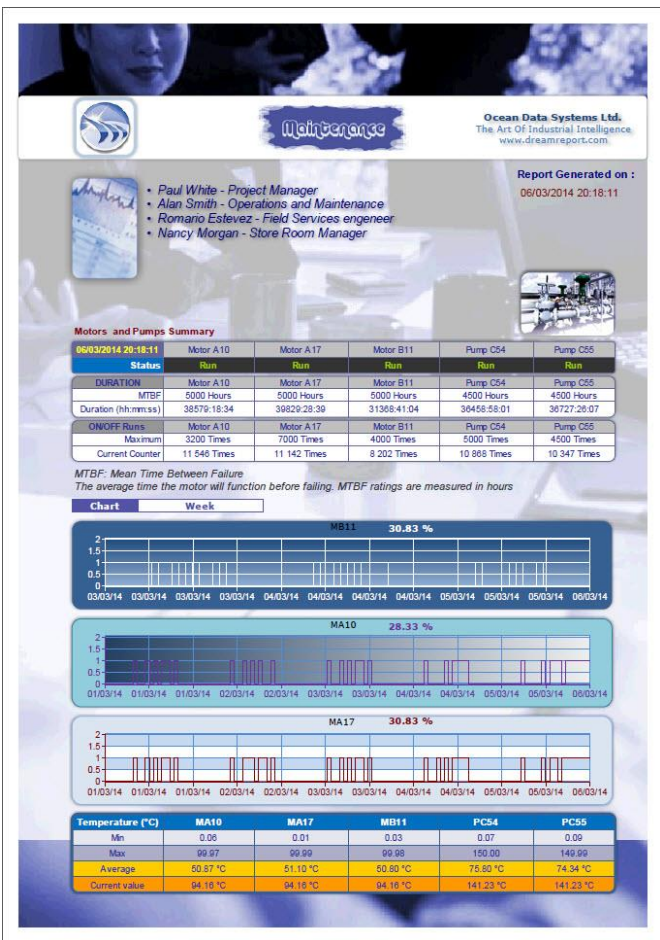 Maintenance
Ocean Data Systems Ltd.
The Art Of Industrial Intelligence
www.dreamreport.com
Report Generated on :
06/03/2014 20:18:11
• Paul White - Project Manager
• Alan Smith - Operations and Maintenance
• Romario Estevez - Field Services engeneer
• Nancy Morgan - Store Room Manager
Motors and Pumps Summary
06/03/2014 20:18:11 Motor A10 Motor A17 Motor B11 Pump C54 Pump C55
Status Run Run Run Run Run
DURATION Motor A10 Motor A17 Motor B11 Pump C54 Pump C55
MTBF 5000 Hours 5000 Hours 5000 Hours 4500 Hours 4500 Hours
Duration (hh:mm:ss) 38579:18:34 39829:28:39 31368:41:04 36458:58:01 36727:26:07
ON/OFF Runs Motor A10 Motor A17 Motor B11 Pump C54 Pump C55
Maximum 3200 Times 7000 Times 4000 Times 5000 Times 4500 Times
Current Counter 11 546 Times 11 142 Times 8 202 Times 10 868 Times 10 347 Times
MTBF: Mean Time Between Failure
The average time the motor will function before failing. MTBF ratings are measured in hours
Chart Week
MB11 30.83 %
2
1.5
1
0.5
0
03/03/14 03/03/14 03/03/14 03/03/14 04/03/14 04/03/14 04/03/14 04/03/14 05/03/14 05/03/14 05/03/14 06/03/14
MA10 28.33 %
2
1.5
1
0.5
0
01/03/14 01/03/14 01/03/14 02/03/14 02/03/14 03/03/14 03/03/14 04/03/14 04/03/14 05/03/14 05/03/14 06/03/14
MA17 30.83 %
2
1.5
1
0.5
0
01/03/14 01/03/14 01/03/14 02/03/14 02/03/14 03/03/14 03/03/14 04/03/14 04/03/14 05/03/14 05/03/14 06/03/14
Temperature (°C) MA10 MA17 MB11 PC54 PC55
Min 0.06 0.01 0.03 0.07 0.09
Max 99.97 99.99 99.98 150.00 149.99
Average 50.87 °C 51.10 °C 50.80 °C 75.80 °C 74.34 °C
Current value 94.16 °C 94.16 °C 94.16 °C 141.23 °C 141.23 °C